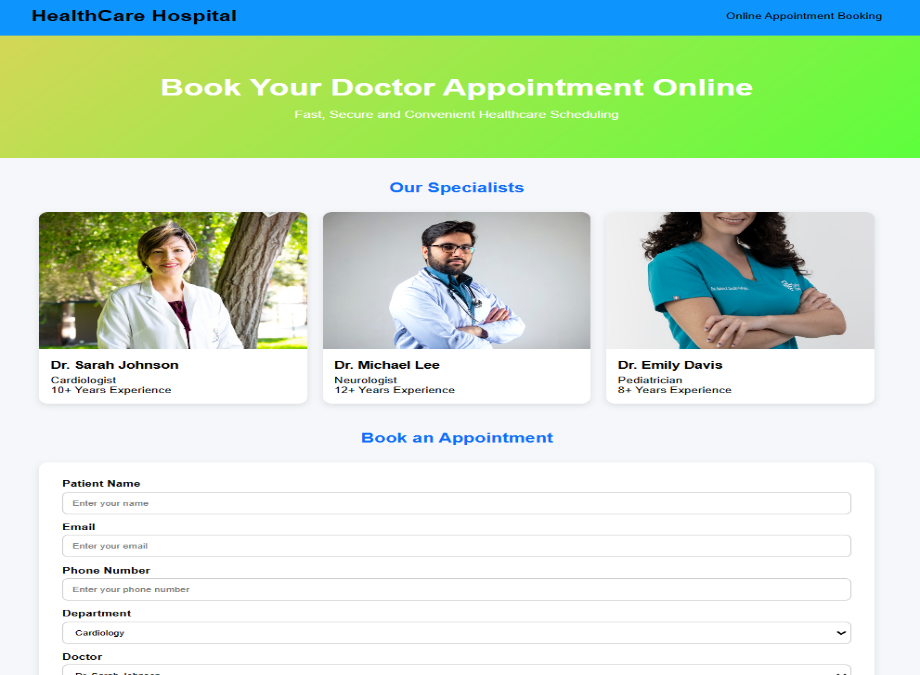 HealthCare Hospital
Online Appointment Booking
Book Your Doctor Appointment Online
Fast, Secure and Convenient Healthcare Scheduling
Our Specialists
Dr. Sarah Johnson
Cardiologist
10+ Years Experience
Dr. Michael Lee
Neurologist
12+ Years Experience
Dr. Emily Davis
Pediatrician
8+ Years Experience
Book an Appointment
Patient Name
Enter your name
Email
Enter your email
Phone Number
Enter your phone number
Department
Cardiology
Doctor
Dr. Sarah Johnson